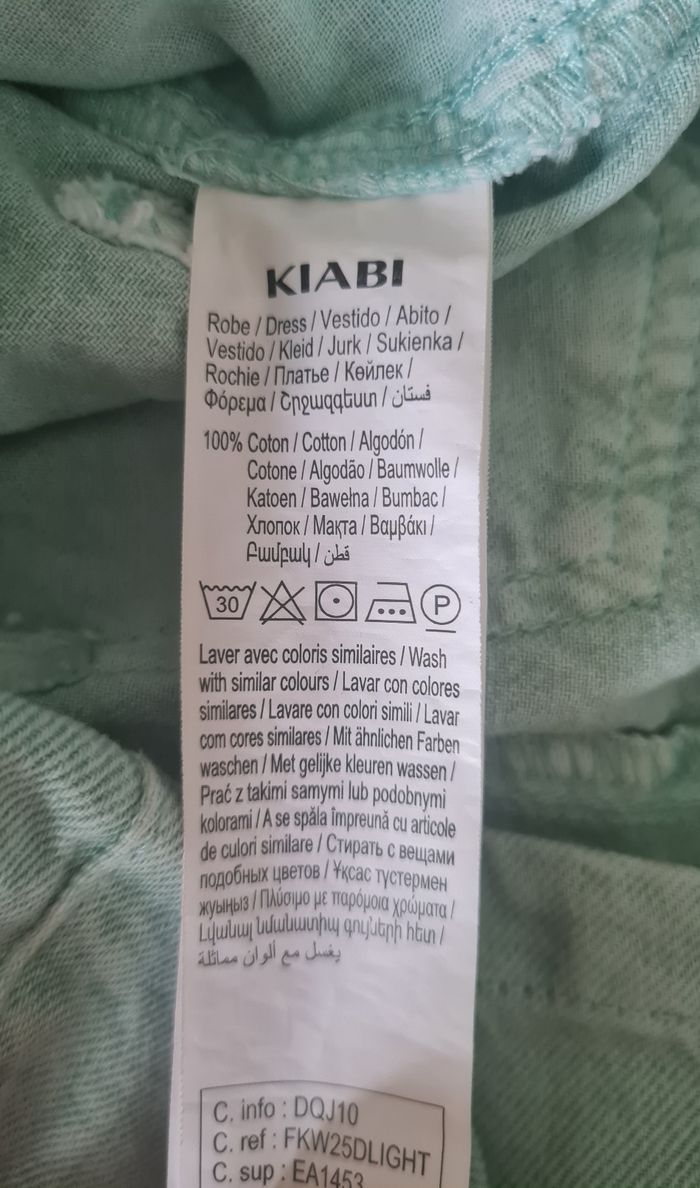 KIABI
Robe / Dress / Vestido / Abito /
Vestido / Kleid / Jurk / Sukienka /
Rochie / Платье / Көйлек /
Φόρεμα / Շրջազգեստ / فستان
100% Coton / Cotton / Algodón /
Cotone / Algodão / Baumwolle /
Katoen / Bawełna / Bumbac /
Хлопок / Мақта / Βαμβάκι /
Բամբակ / قطن
30 P
Laver avec coloris similaires / Wash
with similar colours / Lavar con colores
similares / Lavare con colori simili / Lavar
com cores similares / Mit ähnlichen Farben
waschen / Met gelijke kleuren wassen /
Prać z takimi samymi lub podobnymi
kolorami / A se spăla împreună cu articole
de culori similare / Стирать с вещами
подобных цветов / Ұқсас түстермен
жуыңыз / Πλύσιμο με παρόμοια χρώματα /
Լվանալ նմանատիպ գույների հետ /
يغسل مع ألوان مماثلة
C. info : DQJ10
C. ref : FKW25DLIGHT
C. sup : EA1453